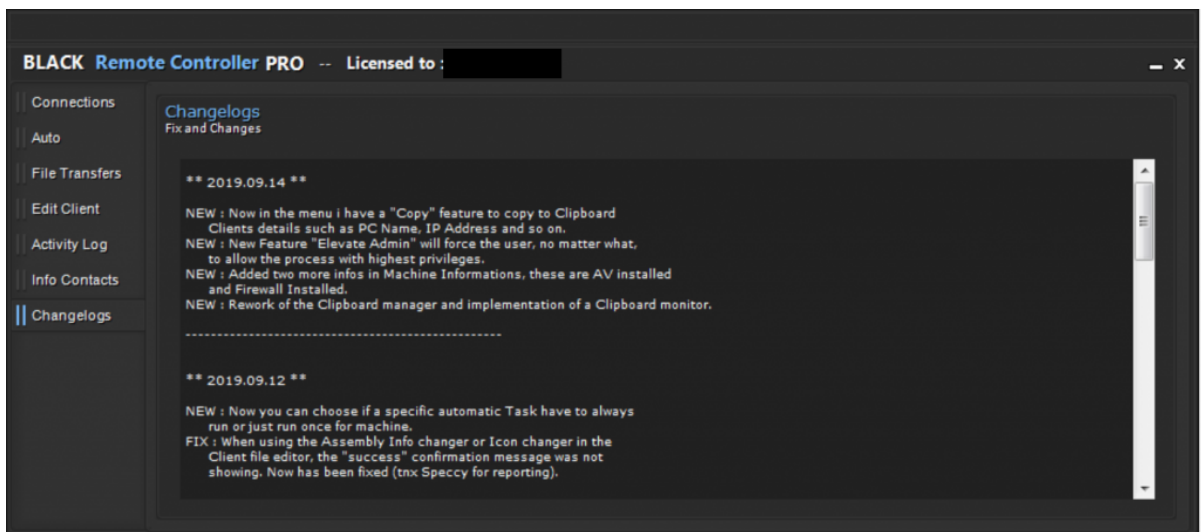 BLACK Remote Controller PRO -- Licensed to :
Connections
Auto
File Transfers
Edit Client
Activity Log
Info Contacts
Changelogs
Changelogs
Fix and Changes
** 2019.09.14 **
NEW : Now in the menu i have a "Copy" feature to copy to Clipboard
Clients details such as PC Name, IP Address and so on.
NEW : New Feature "Elevate Admin" will force the user, no matter what,
to allow the process with highest privileges.
NEW : Added two more infos in Machine Informations, these are AV installed
and Firewall Installed.
NEW : Rework of the Clipboard manager and implementation of a Clipboard monitor.
--------------------------------------------------
** 2019.09.12 **
NEW : Now you can choose if a specific automatic Task have to always
run or just run once for machine.
FIX : When using the Assembly Info changer or Icon changer in the
Client file editor, the "success" confirmation message was not
showing. Now has been fixed (tnx Speccy for reporting).